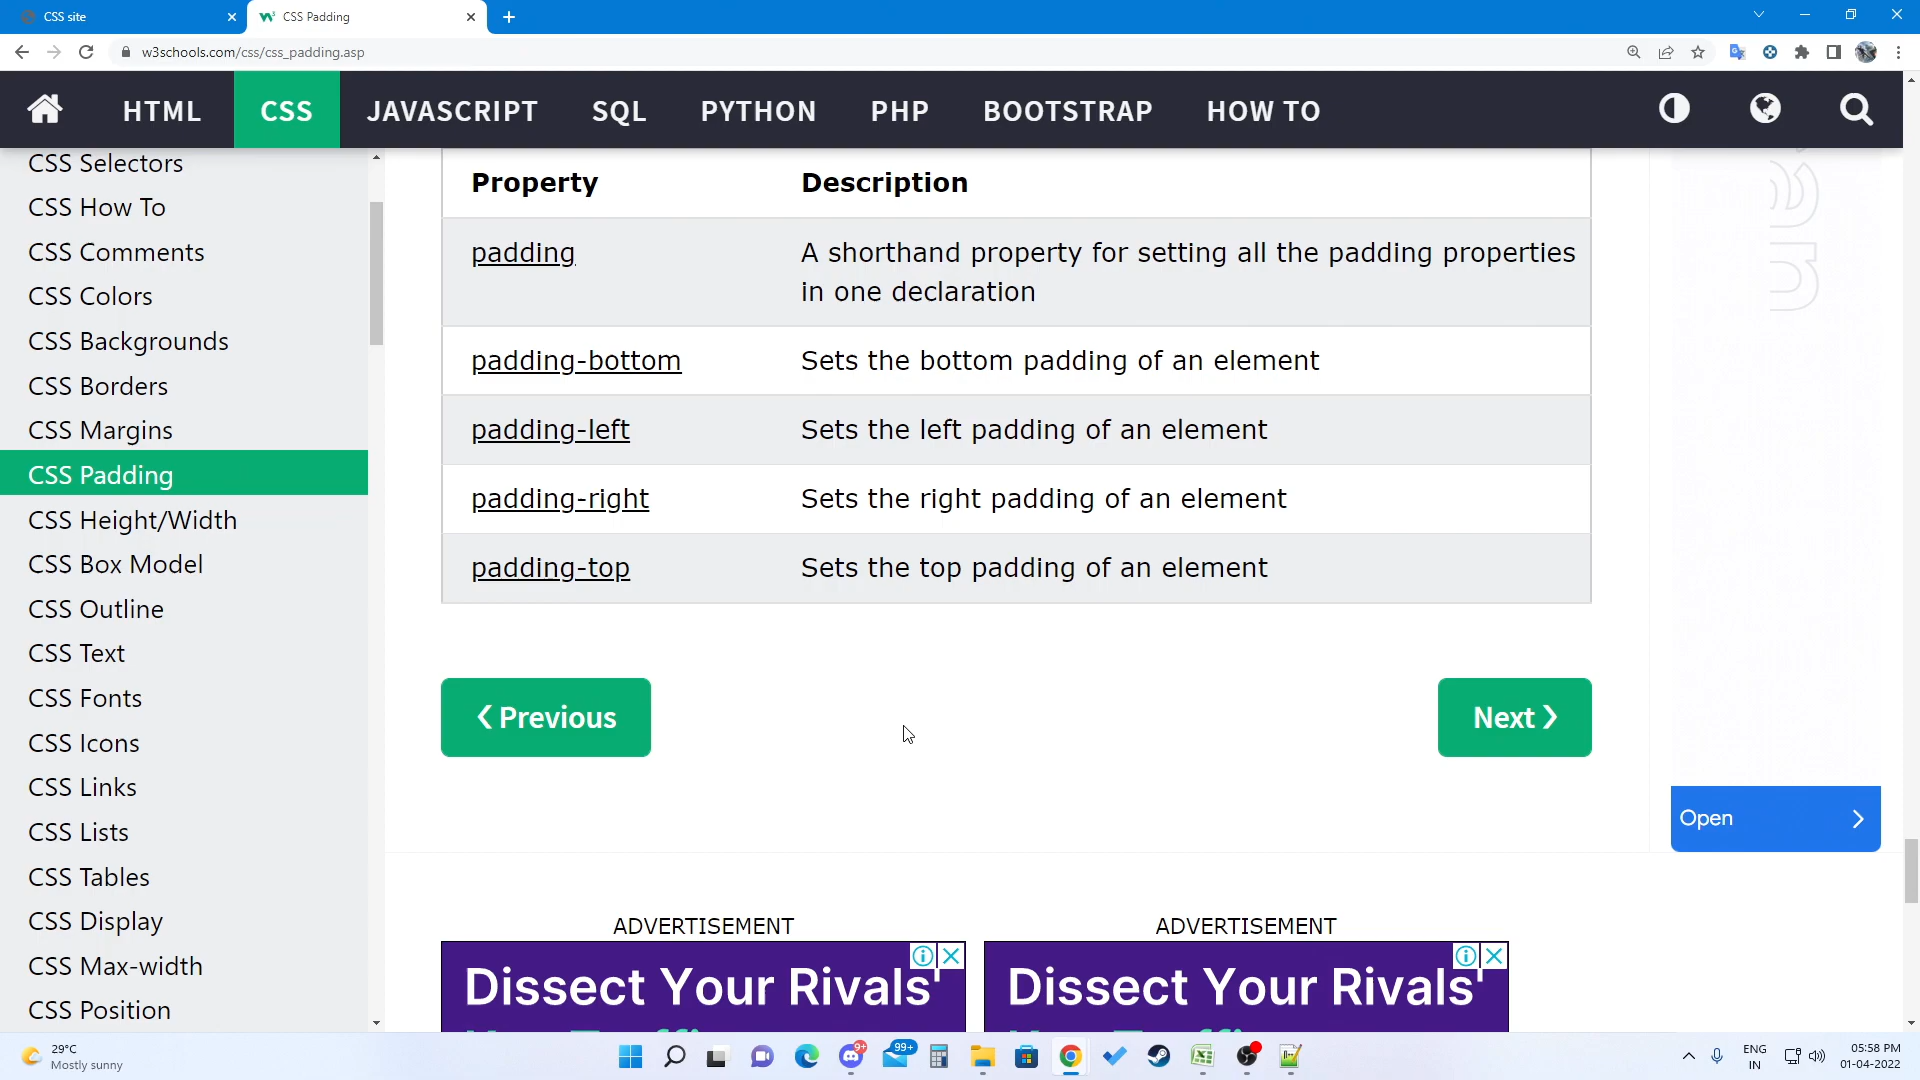 CSS site
CSS Padding
w3schools.com/css/css_padding.asp
HTML CSS JAVASCRIPT SQL PYTHON PHP BOOTSTRAP HOW TO
CSS Selectors
CSS How To
CSS Comments
CSS Colors
CSS Backgrounds
CSS Borders
CSS Margins
CSS Padding
CSS Height/Width
CSS Box Model
CSS Outline
CSS Text
CSS Fonts
CSS Icons
CSS Links
CSS Lists
CSS Tables
CSS Display
CSS Max-width
CSS Position
Property Description
padding A shorthand property for setting all the padding properties
in one declaration
padding-bottom Sets the bottom padding of an element
padding-left Sets the left padding of an element
padding-right Sets the right padding of an element
padding-top Sets the top padding of an element
❮ Previous
Next ❯
Open
ADVERTISEMENT
Dissect Your Rivals'
ADVERTISEMENT
Dissect Your Rivals'
29°C
Mostly sunny
9+
99+
ENG
IN
05:58 PM
01-04-2022